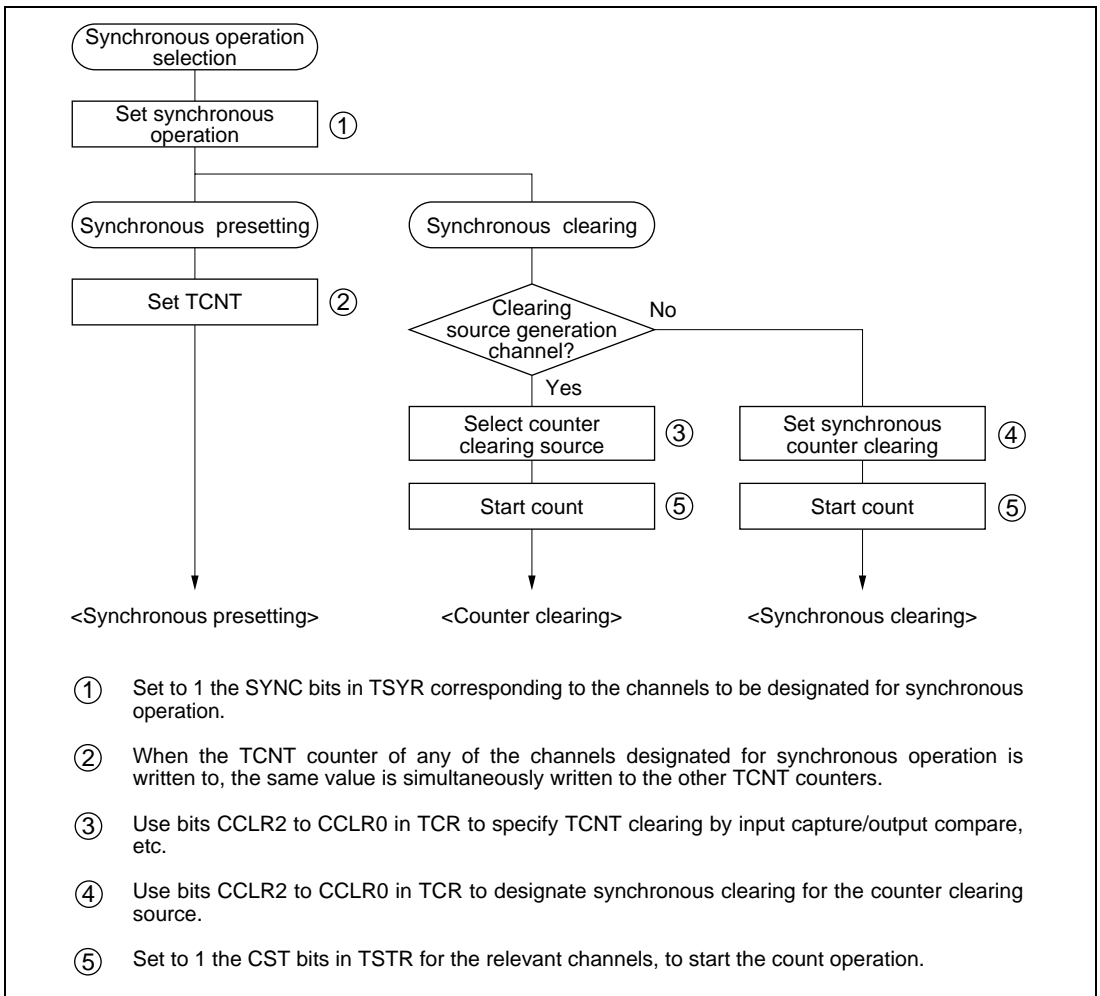 Synchronous operation
selection
Set synchronous
operation
①
Synchronous presetting
Synchronous clearing
Set TCNT
②
Clearing
source generation
channel?
No
Yes
Select counter
clearing source
③
Set synchronous
counter clearing
④
Start count
⑤
Start count
⑤
<Synchronous presetting>
<Counter clearing>
<Synchronous clearing>
① Set to 1 the SYNC bits in TSYR corresponding to the channels to be designated for synchronous
operation.
② When the TCNT counter of any of the channels designated for synchronous operation is
written to, the same value is simultaneously written to the other TCNT counters.
③ Use bits CCLR2 to CCLR0 in TCR to specify TCNT clearing by input capture/output compare,
etc.
④ Use bits CCLR2 to CCLR0 in TCR to designate synchronous clearing for the counter clearing
source.
⑤ Set to 1 the CST bits in TSTR for the relevant channels, to start the count operation.